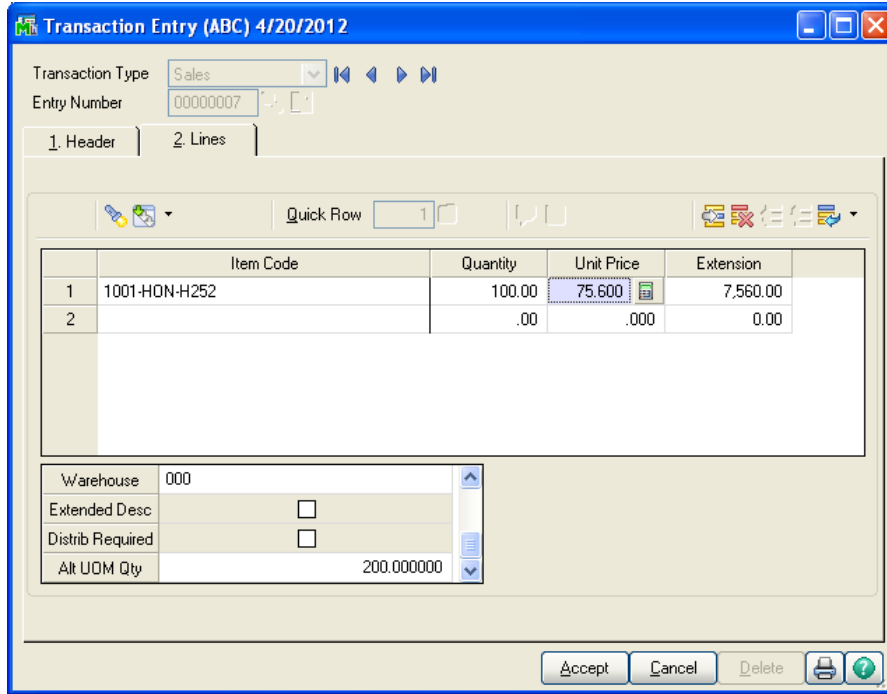 Transaction Entry (ABC) 4/20/2012
Transaction Type Sales
Entry Number 00000007
1. Header 2. Lines
Quick Row 1
Item Code Quantity Unit Price Extension
1 1001-HON-H252 100.00 75.600 7,560.00
2 .00 .000 0.00
Warehouse 000
Extended Desc
Distrib Required
Alt UOM Qty 200.000000
Accept Cancel Delete